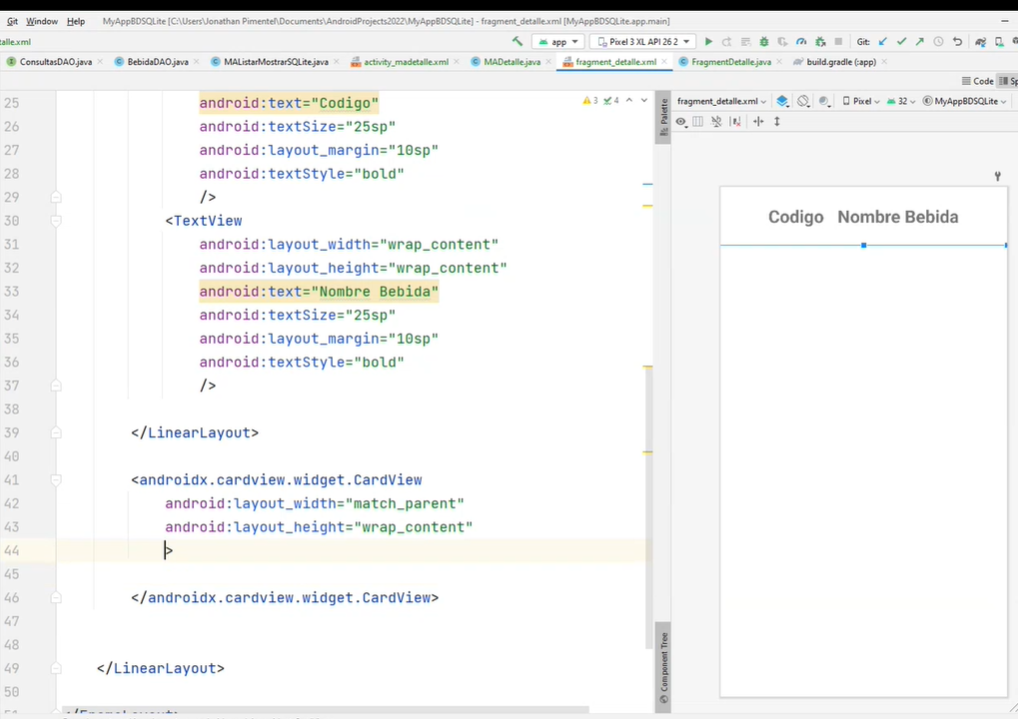 Git Window Help MyAppBDSQLite [C:\Users\Jonathan Pimentel\Documents\AndroidProjects2022\MyAppBDSQLite] - fragment_detalle.xml [MyAppBDSQLite.app.main]
talle.xml app Pixel 3 XL API 26 2 Git:
ConsultasDAO.java BebidaDAO.java MAListarMostrarSQLite.java activity_madetalle.xml MADetalle.java fragment_detalle.xml FragmentDetalle.java build.gradle (:app)
Code Sp
fragment_detalle.xml Pixel 32 MyAppBDSQLite
3 4
Palette
25 android:text="Codigo"
26 android:textSize="25sp"
27 android:layout_margin="10sp"
28 android:textStyle="bold"
29 />
30 <TextView
31 android:layout_width="wrap_content"
32 android:layout_height="wrap_content"
33 android:text="Nombre Bebida"
34 android:textSize="25sp"
35 android:layout_margin="10sp"
36 android:textStyle="bold"
37 />
38
39 </LinearLayout>
40
41 <androidx.cardview.widget.CardView
42 android:layout_width="match_parent"
43 android:layout_height="wrap_content"
44 >
45
46 </androidx.cardview.widget.CardView>
47
48
49 </LinearLayout>
50
Codigo Nombre Bebida
Component Tree